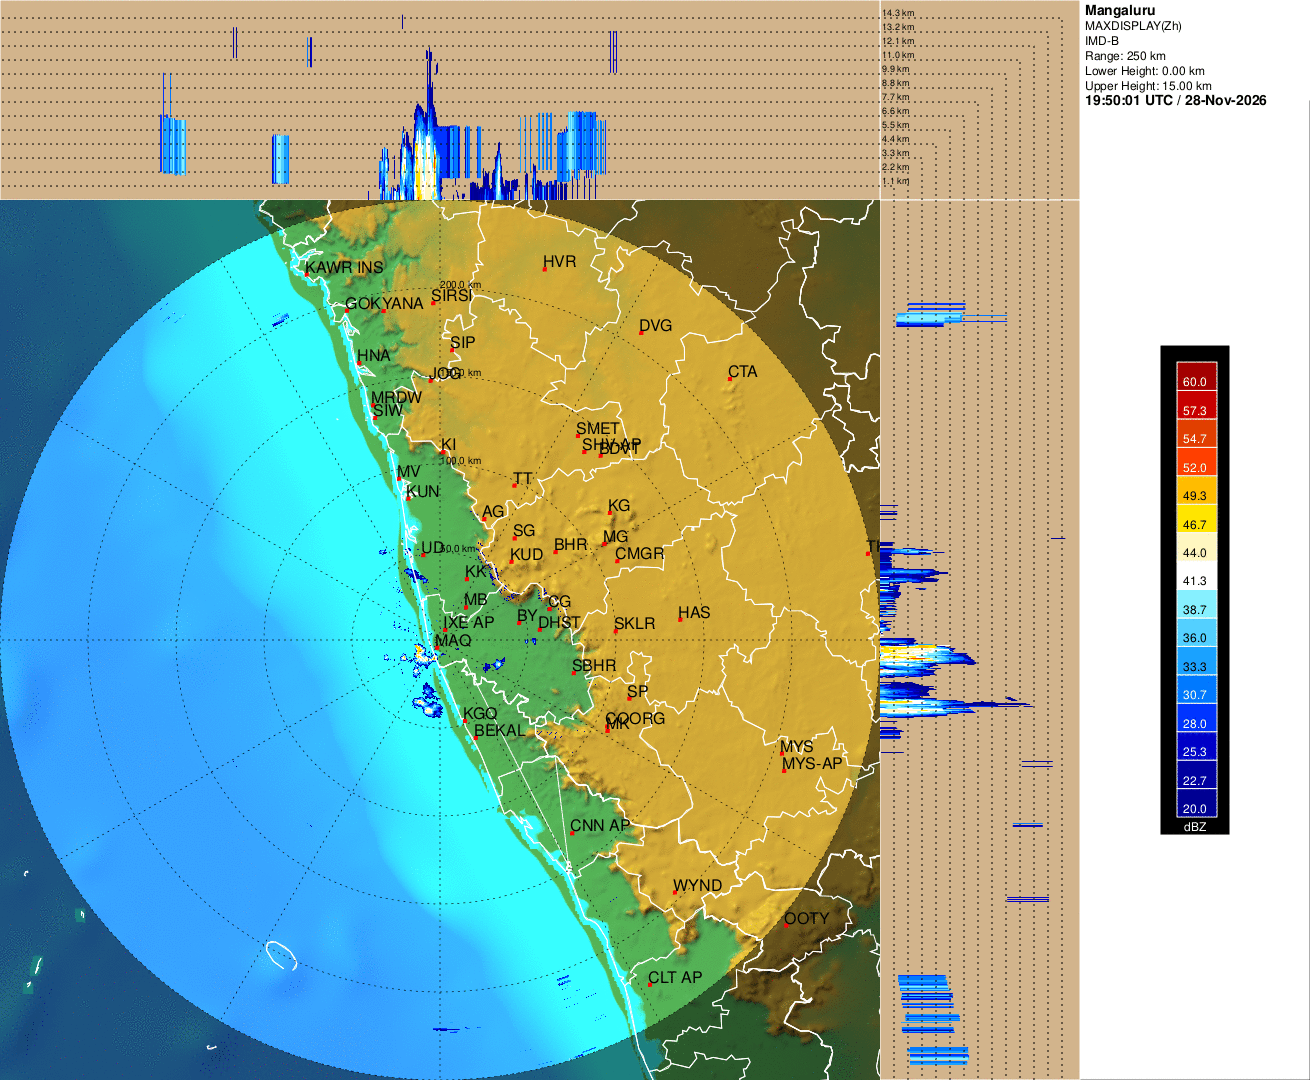 Mangaluru
MAXDISPLAY(Zh)
IMD-B
Range: 250 km
Lower Height: 0.00 km
Upper Height: 15.00 km
19:50:01 UTC / 28-Nov-2026
14.3 km
13.2 km
12.1 km
11.0 km
9.9 km
8.8 km
7.7 km
6.6 km
5.5 km
4.4 km
3.3 km
2.2 km
1.1 km
KAWR INS
HVR
200.0 km
GOKYANA
SIRSI
DVG
SIP
HNA
JOG
CTA
MRDW
SIW
SMET
KI
SHV-AP
BDVT
100.0 km
MV
TT
KUN
AG
KG
SG
UD
50.0 km
KUD
BHR
MG
CMGR
KK
MB
CG
IXE AP
BY
DHST
SKLR
HAS
MAQ
SBHR
SP
KGQ
COORG
MK
BEKAL
MYS
MYS-AP
CNN AP
WYND
OOTY
CLT AP
60.0
57.3
54.7
52.0
49.3
46.7
44.0
41.3
38.7
36.0
33.3
30.7
28.0
25.3
22.7
20.0
dBZ